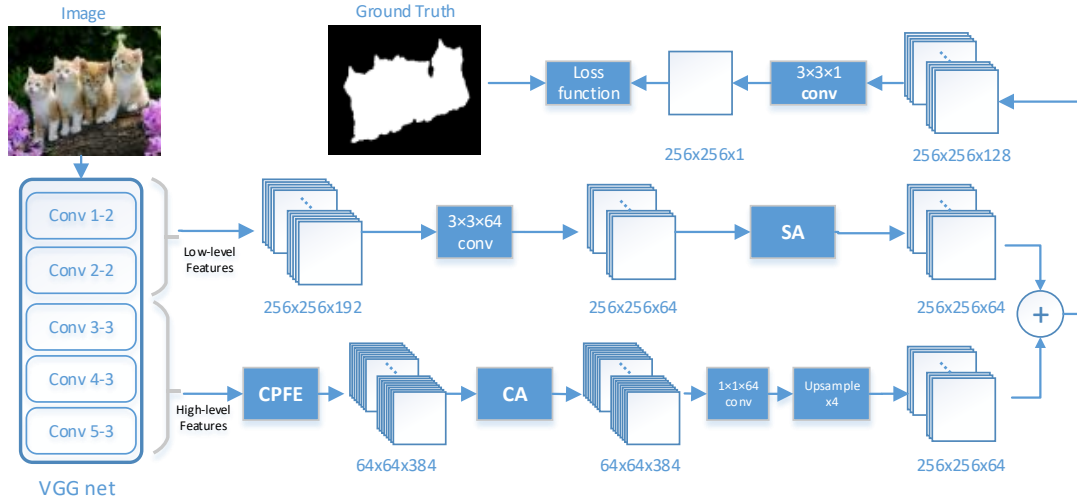 Image
Ground Truth
Loss
function
3×3×1
conv
256x256x1
256x256x128
Conv 1-2
Conv 2-2
Conv 3-3
Conv 4-3
Conv 5-3
VGG net
Low-level
Features
256x256x192
3×3×64
conv
256x256x64
SA
256x256x64
+
High-level
Features
CPFE
64x64x384
CA
64x64x384
1×1×64
conv
Upsample
x4
256x256x64